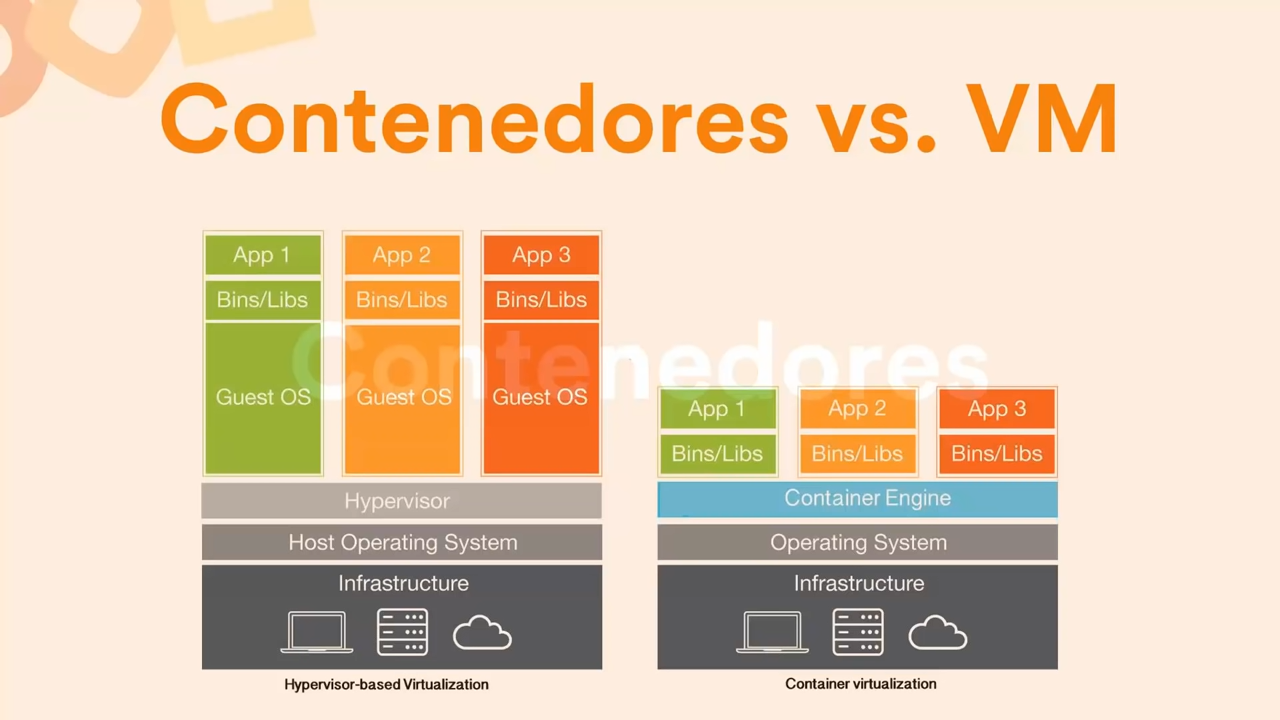 Contenedores vs. VM
App 1
App 2
App 3
Bins/Libs
Bins/Libs
Bins/Libs
Contenedores
Guest OS
Guest OS
Guest OS
Hypervisor
Host Operating System
Infrastructure
Hypervisor-based Virtualization
App 1
App 2
App 3
Bins/Libs
Bins/Libs
Bins/Libs
Container Engine
Operating System
Infrastructure
Container virtualization